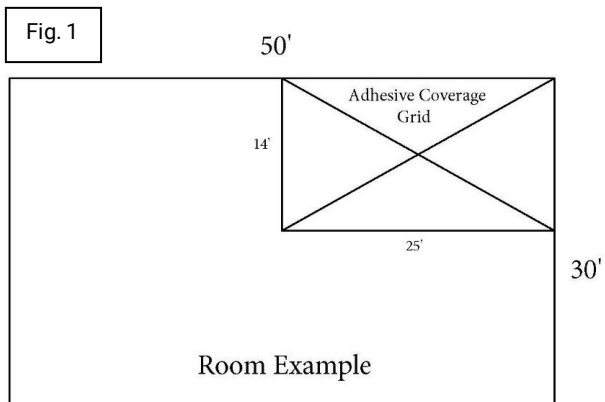 Fig. 1
50'
Adhesive Coverage
Grid
14'
25'
30'
Room Example